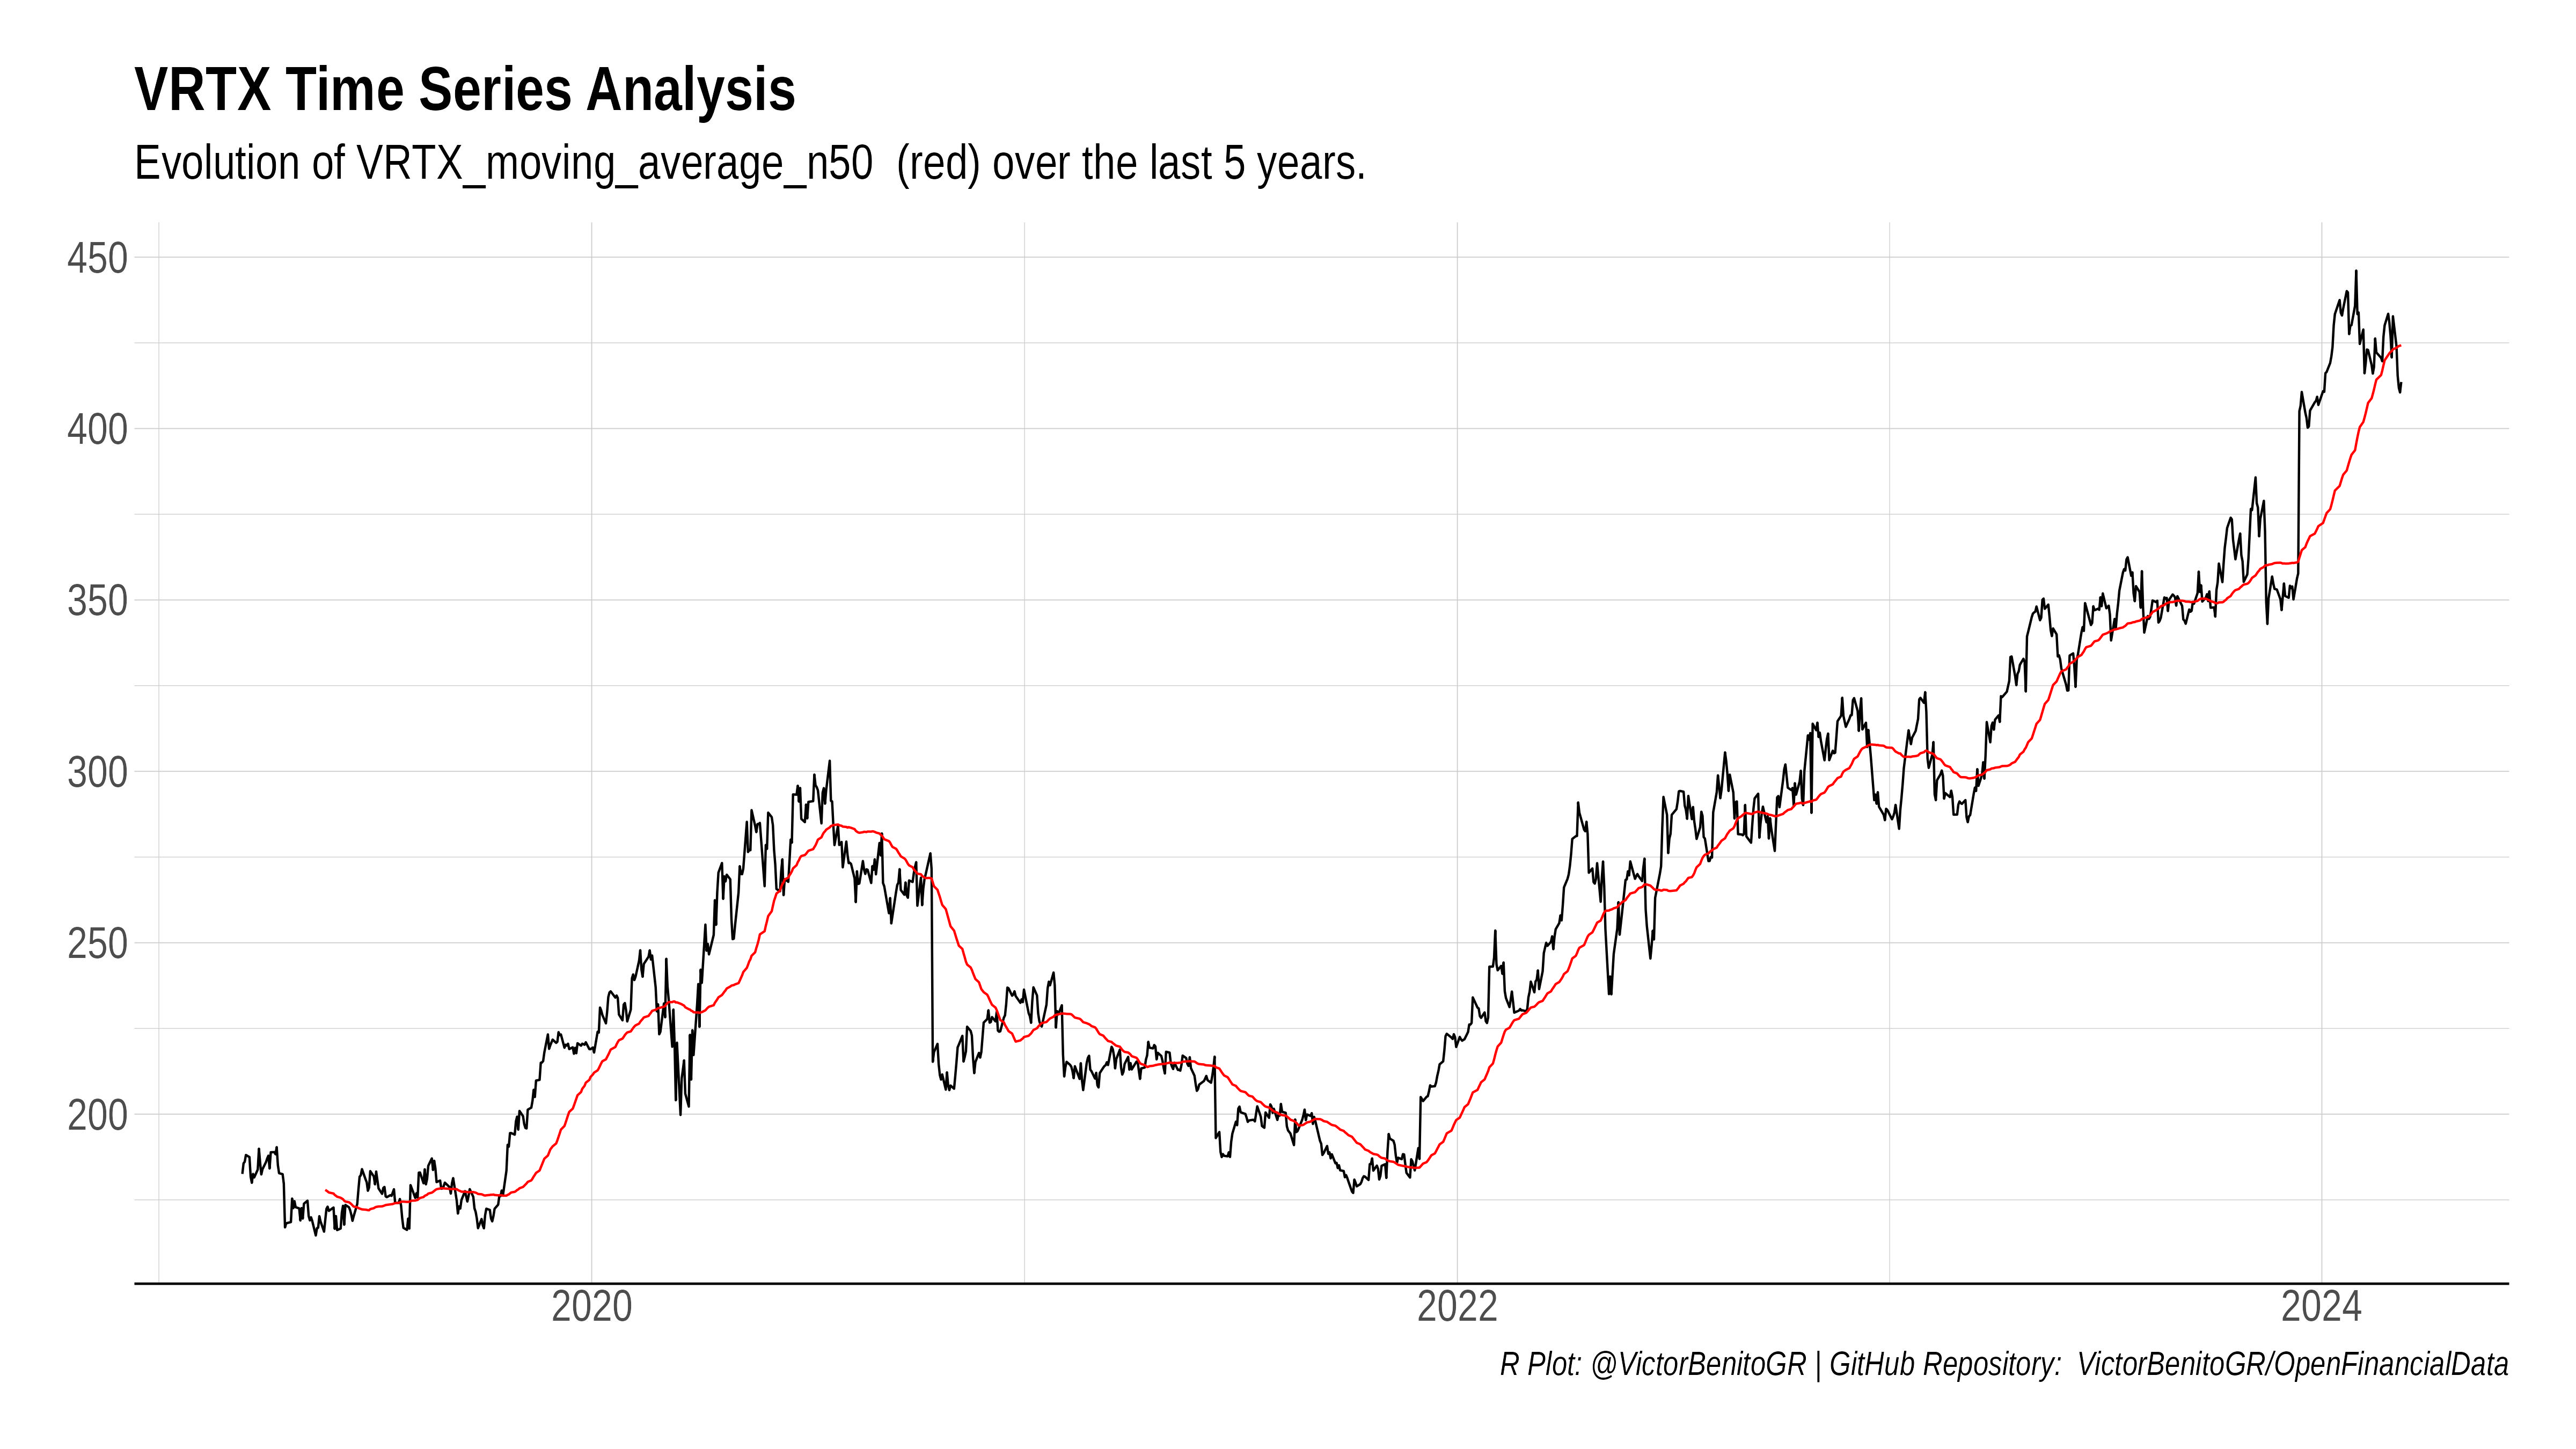 VRTX Time Series Analysis
Evolution of VRTX_moving_average_n50  (red) over the last 5 years.
450
400
350
300
250
200
2020 2022 2024
R Plot: @VictorBenitoGR | GitHub Repository:  VictorBenitoGR/OpenFinancialData